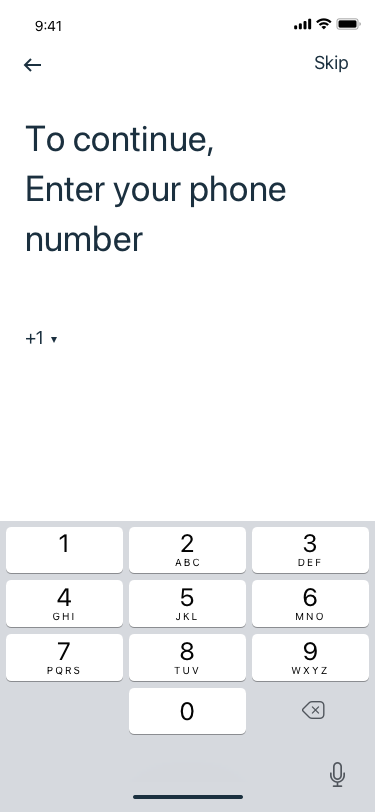 9:41
Skip
To continue,
Enter your phone
number
+1
1
2
ABC
3
DEF
4
GHI
5
JKL
6
MNO
7
PQRS
8
TUV
9
WXYZ
0